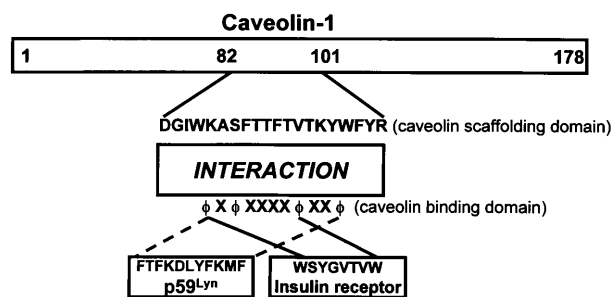 Caveolin-1
1 82 101 178
DGIWKASFTTFTVTKYWFYR (caveolin scaffolding domain)
INTERACTION
ϕ X ϕ XXXX ϕ XX ϕ (caveolin binding domain)
FTFKDLYFKMF WSYGVTVW
p59Lyn Insulin receptor